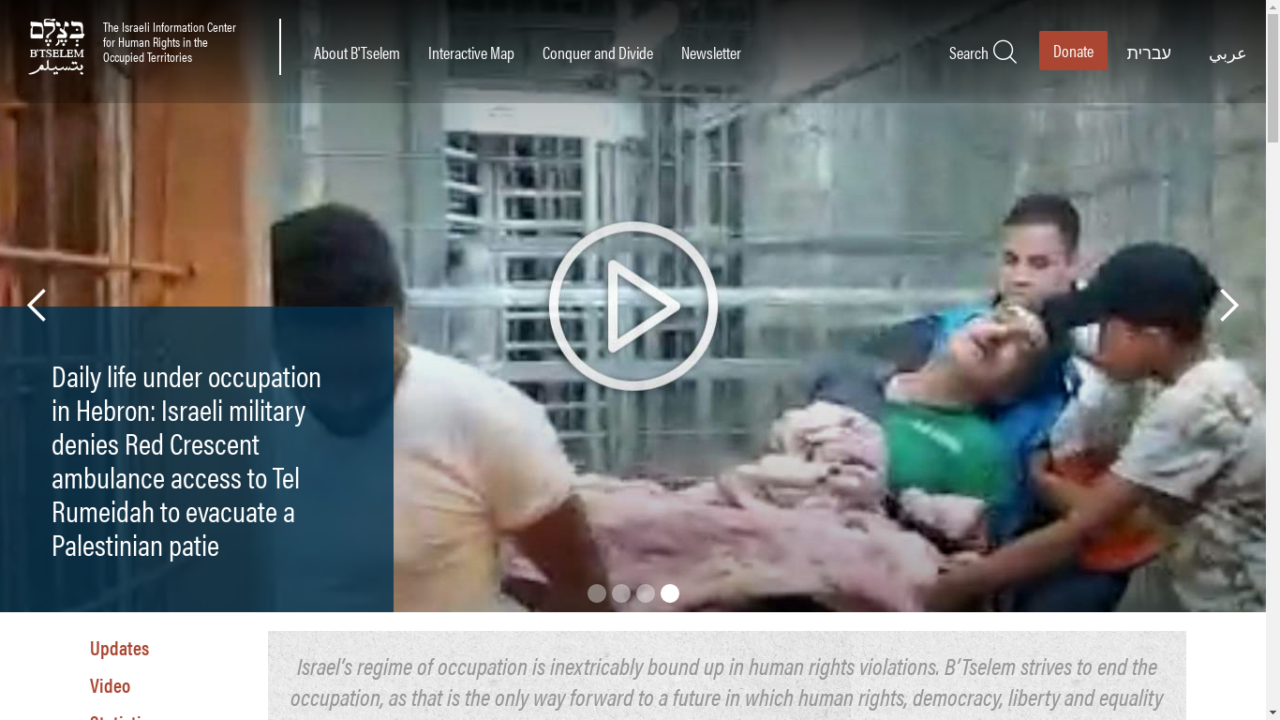 בְּצֶלֶם
B'TSELEM
بتسيلم
The Israeli Information Center
for Human Rights in the
Occupied Territories
About B'Tselem
Interactive Map
Conquer and Divide
Newsletter
Search
Donate
עברית
عربي
Daily life under occupation
in Hebron: Israeli military
denies Red Crescent
ambulance access to Tel
Rumeidah to evacuate a
Palestinian patie
Updates
Video
Israel's regime of occupation is inextricably bound up in human rights violations. B'Tselem strives to end the
occupation, as that is the only way forward to a future in which human rights, democracy, liberty and equality